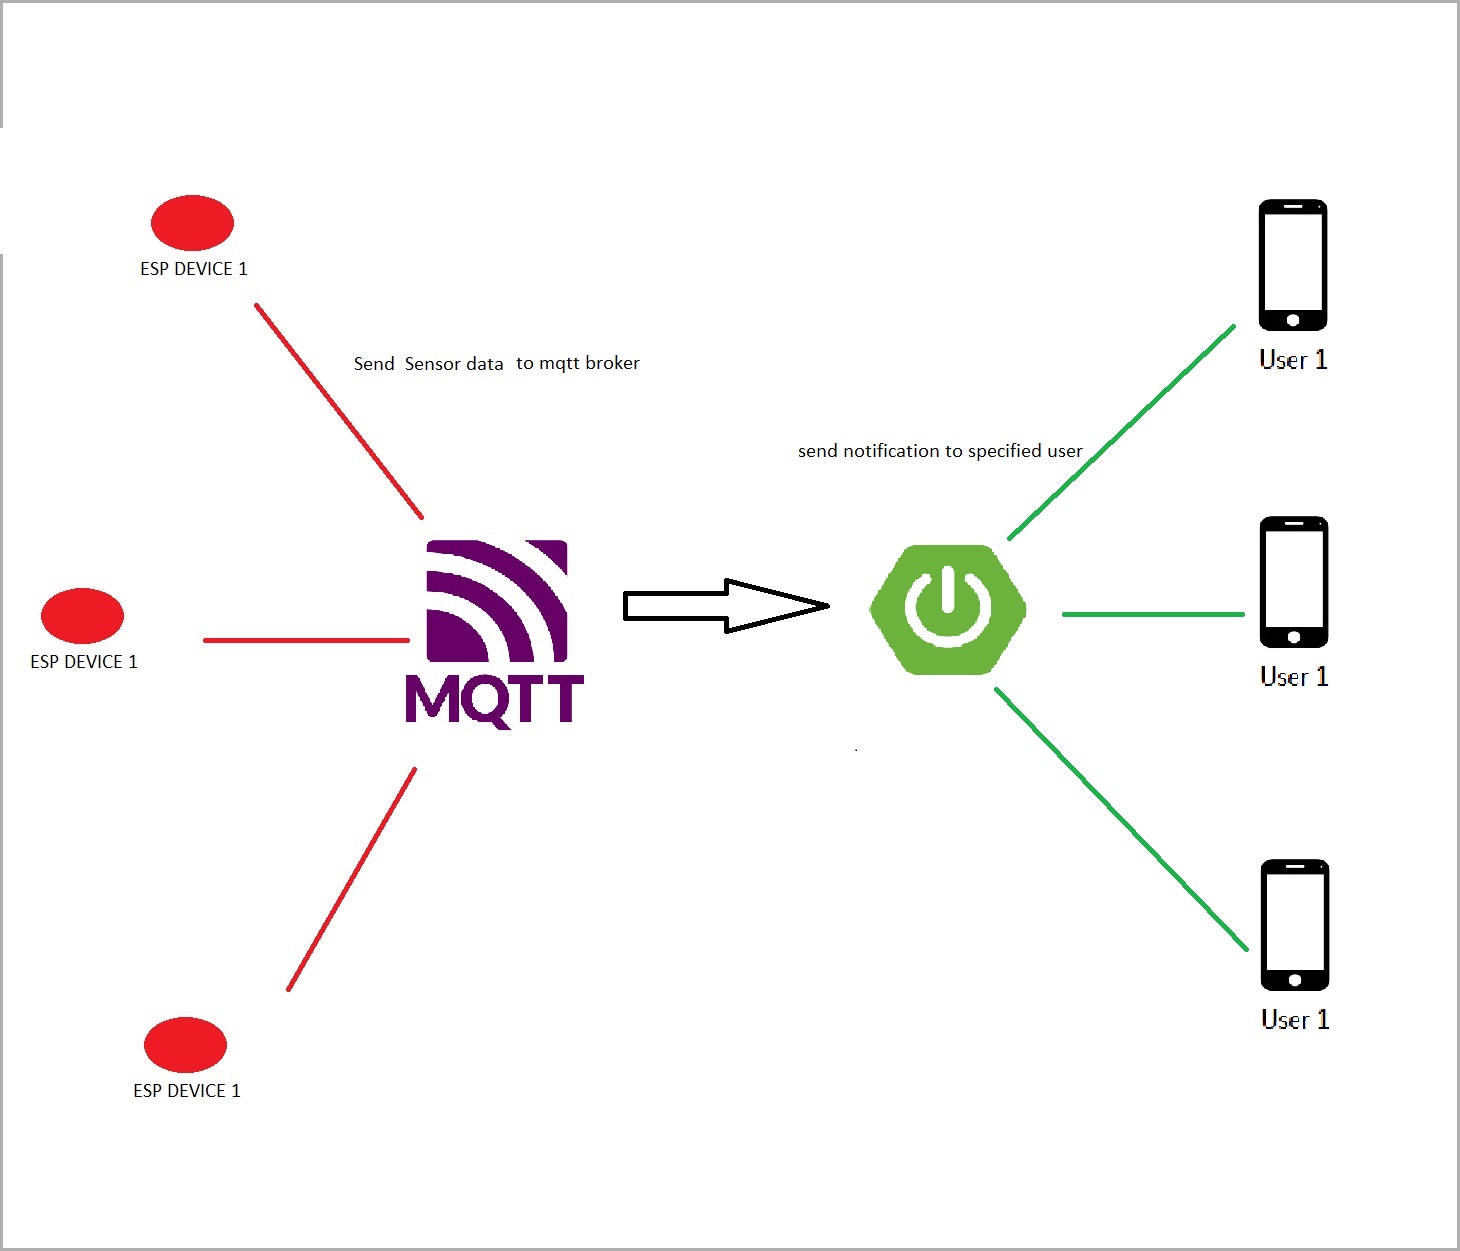 ESP DEVICE 1
Send Sensor data to mqtt broker
User 1
send notification to specified user
ESP DEVICE 1
MQTT
User 1
User 1
ESP DEVICE 1